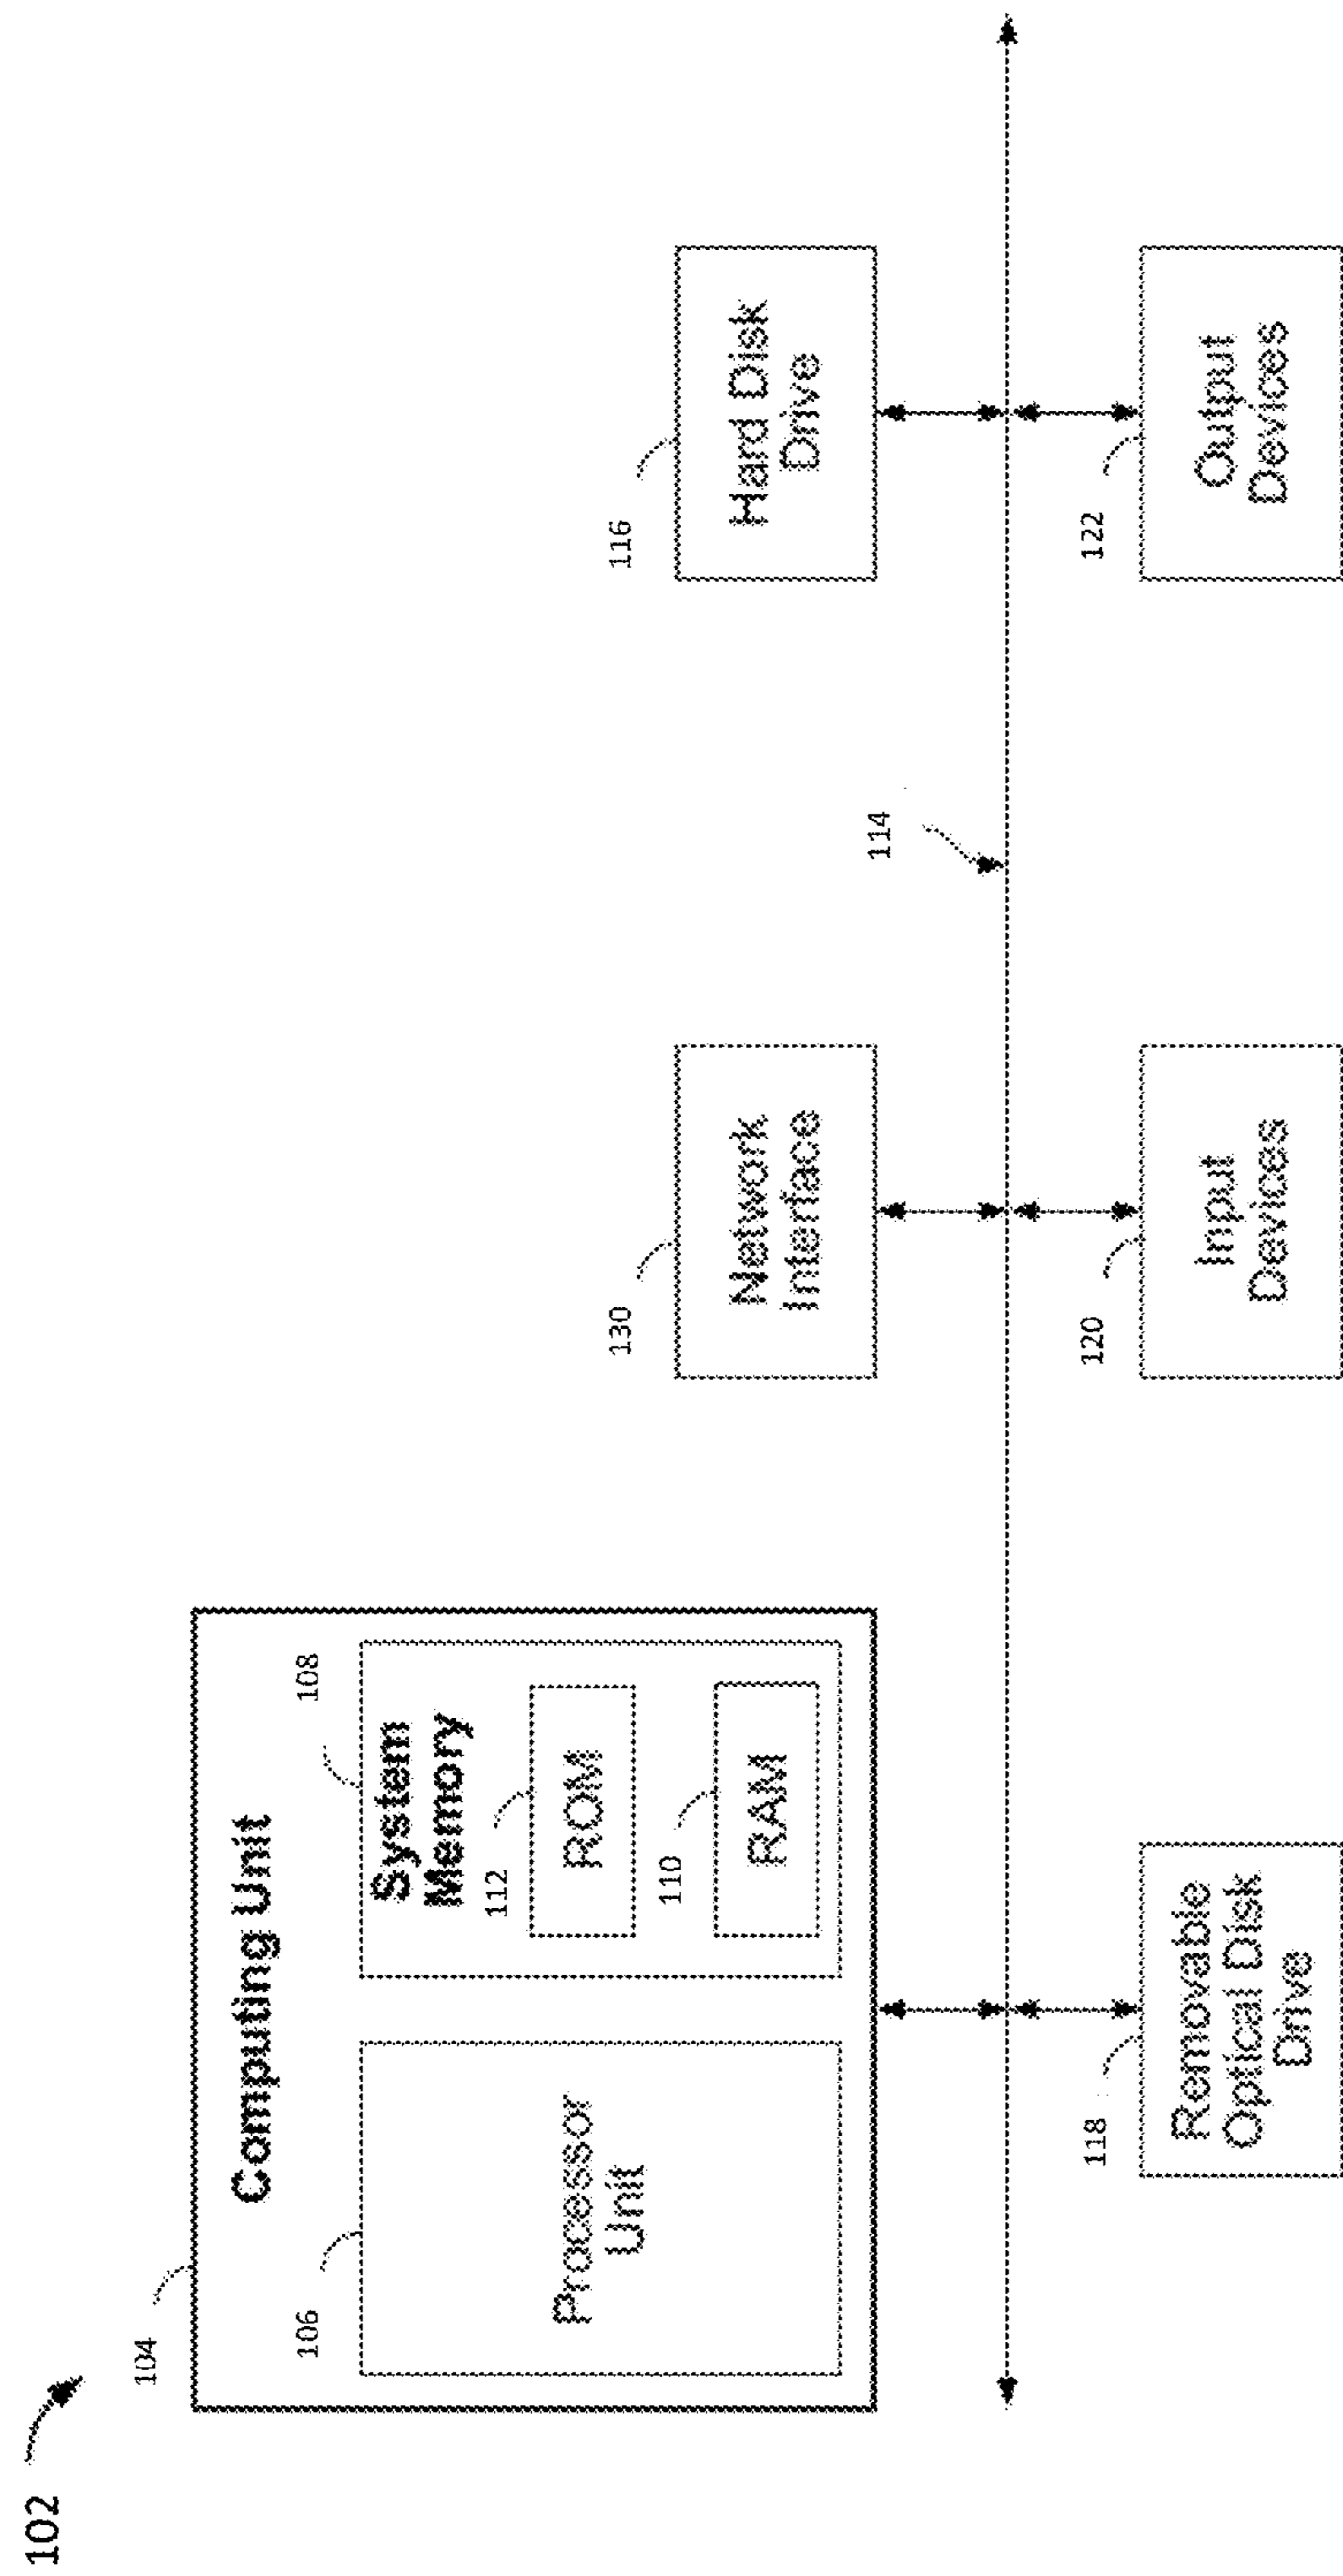 102
104
Computing Unit
106
Processor
Unit
108
System
Memory
112
ROM
110
RAM
130
Network
Interface
116
Hard Disk
Drive
114
118
Removable
Optical Disk
Drive
120
Input
Devices
122
Output
Devices